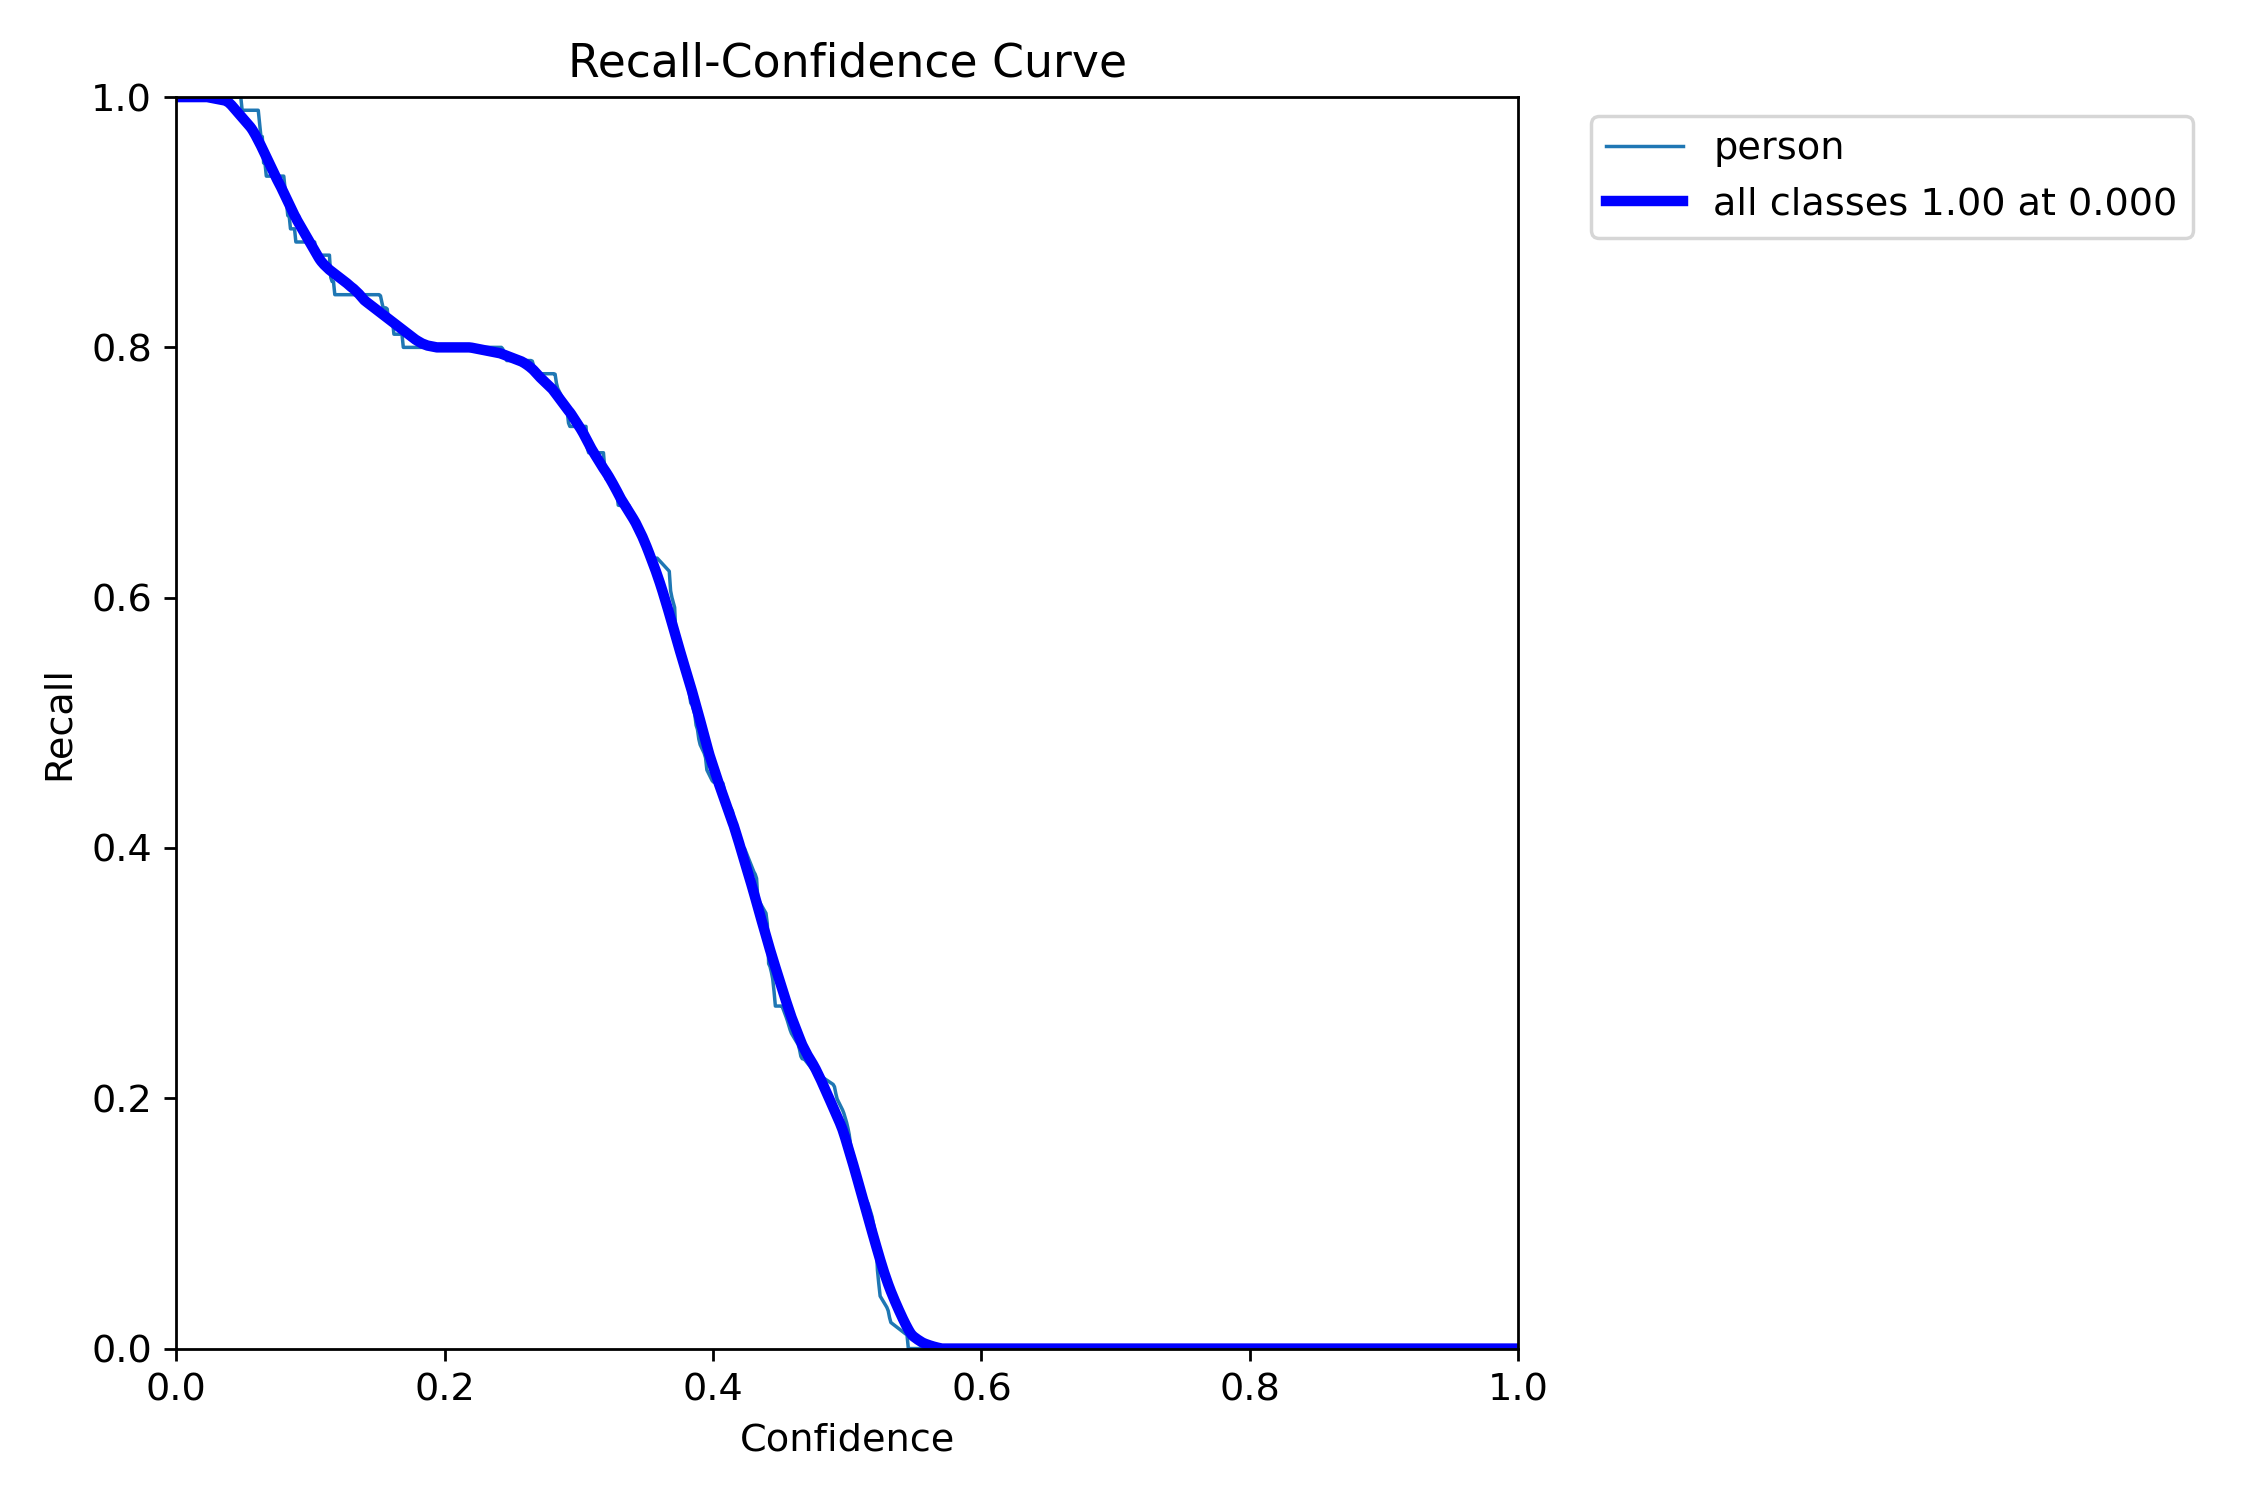 Recall-Confidence Curve
person
all classes 1.00 at 0.000
1.0
0.8
0.6
0.4
0.2
0.0
Recall
0.0 0.2 0.4 0.6 0.8 1.0
Confidence